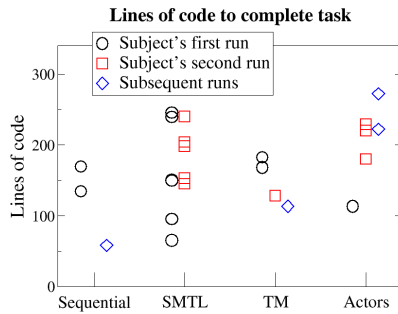 Lines of code to complete task
Subject's first run
Subject's second run
Subsequent runs
Lines of code
300
200
100
0
Sequential SMTL TM Actors